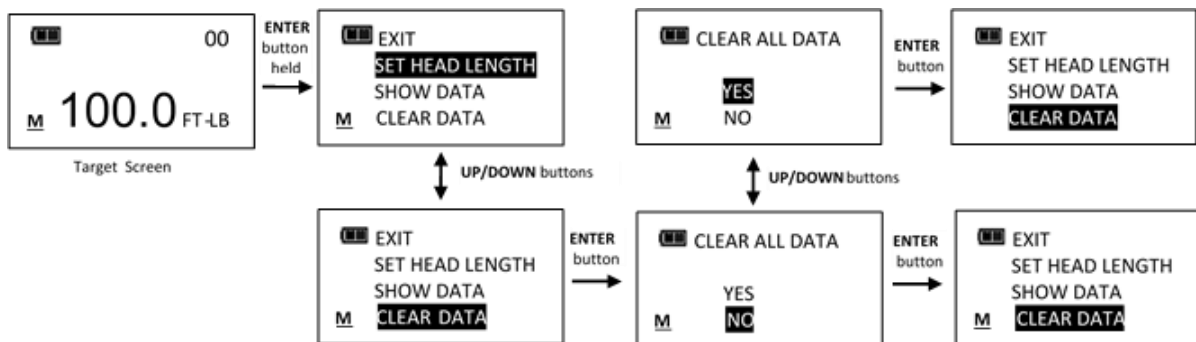 00
100.0 FT-LB
M
Target Screen
ENTER
button
held
EXIT
SET HEAD LENGTH
SHOW DATA
M CLEAR DATA
UP/DOWN buttons
EXIT
SET HEAD LENGTH
SHOW DATA
M CLEAR DATA
ENTER
button
CLEAR ALL DATA
YES
M NO
UP/DOWN buttons
CLEAR ALL DATA
YES
M NO
ENTER
button
EXIT
SET HEAD LENGTH
SHOW DATA
CLEAR DATA
ENTER
button
EXIT
SET HEAD LENGTH
SHOW DATA
M CLEAR DATA